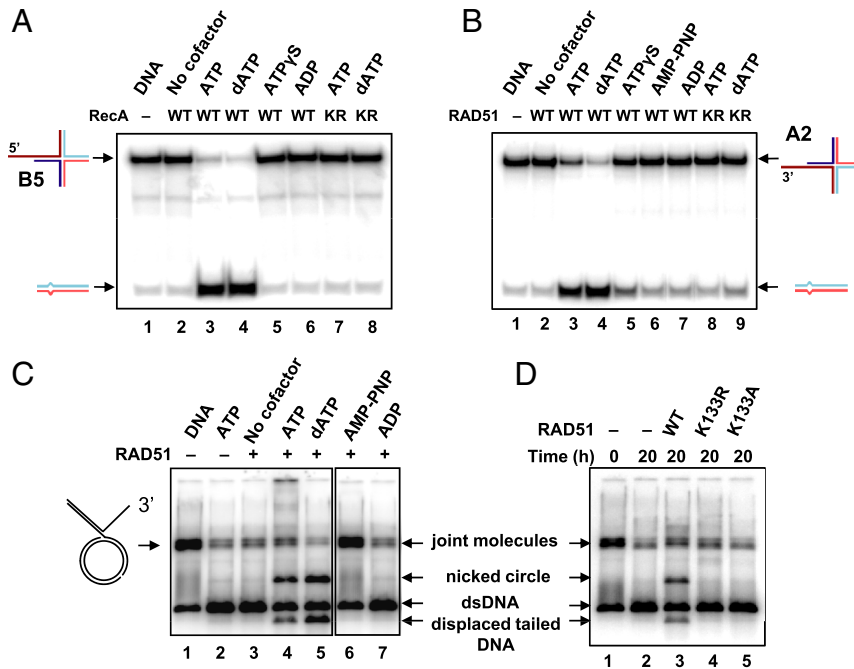 A
DNA
No cofactor
ATP
dATP
ATPγS
ADP
ATP
dATP
RecA – WT WT WT WT WT KR KR
5'
B5
1 2 3 4 5 6 7 8
B
DNA
No cofactor
ATP
dATP
ATPγS
AMP-PNP
ADP
ATP
dATP
RAD51 – WT WT WT WT WT WT KR KR
A2
3'
1 2 3 4 5 6 7 8 9
C
DNA
ATP
No cofactor
ATP
dATP
AMP-PNP
ADP
RAD51 – – + + + + +
3’
joint molecules
nicked circle
dsDNA
displaced tailed
DNA
1 2 3 4 5 6 7
D
RAD51 – – WT K133R K133A
Time (h) 0 20 20 20 20
1 2 3 4 5